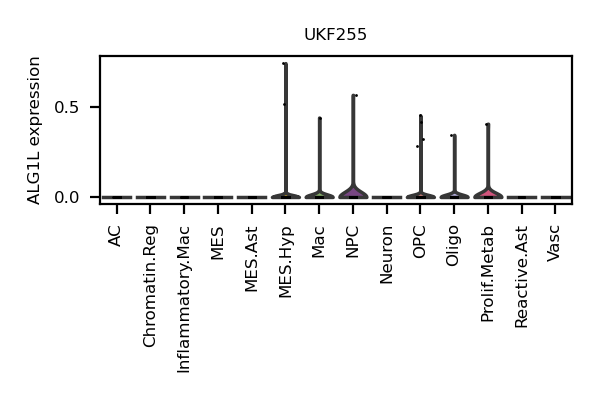 UKF255
ALG1L expression
0.5
0.0
AC
Chromatin.Reg
Inflammatory.Mac
MES
MES.Ast
MES.Hyp
Mac
NPC
Neuron
OPC
Oligo
Prolif.Metab
Reactive.Ast
Vasc